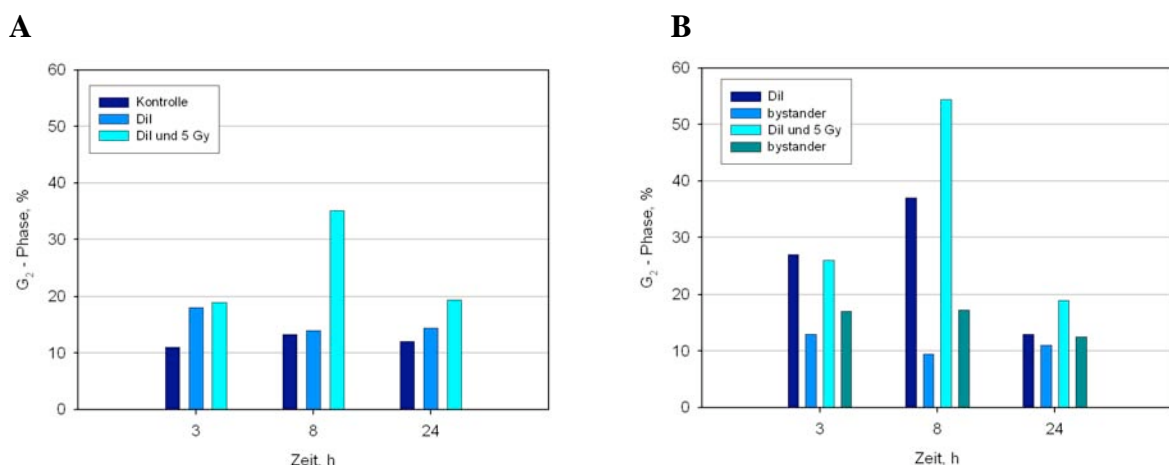 A
B
60
50
40
30
20
10
0
G₂ - Phase, %
Kontrolle
DiI
DiI und 5 Gy
3 8 24
Zeit, h
60
50
40
30
20
10
0
G₂ - Phase, %
DiI
bystander
DiI und 5 Gy
bystander
3 8 24
Zeit, h